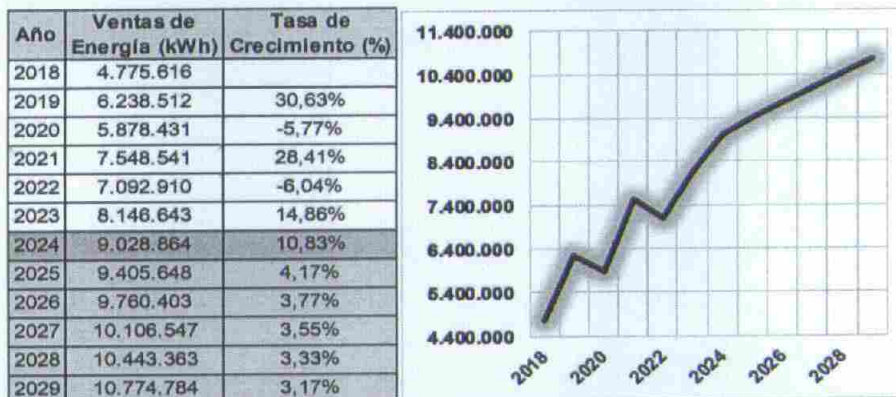 Año Ventas de Energía (kWh) Tasa de Crecimiento (%)
2018 4.775.616
2019 6.238.512 30,63%
2020 5.878.431 -5,77%
2021 7.548.541 28,41%
2022 7.092.910 -6,04%
2023 8.146.643 14,86%
2024 9.028.864 10,83%
2025 9.405.648 4,17%
2026 9.760.403 3,77%
2027 10.106.547 3,55%
2028 10.443.363 3,33%
2029 10.774.784 3,17%
11.400.000
10.400.000
9.400.000
8.400.000
7.400.000
6.400.000
5.400.000
4.400.000
2018 2020 2022 2024 2026 2028